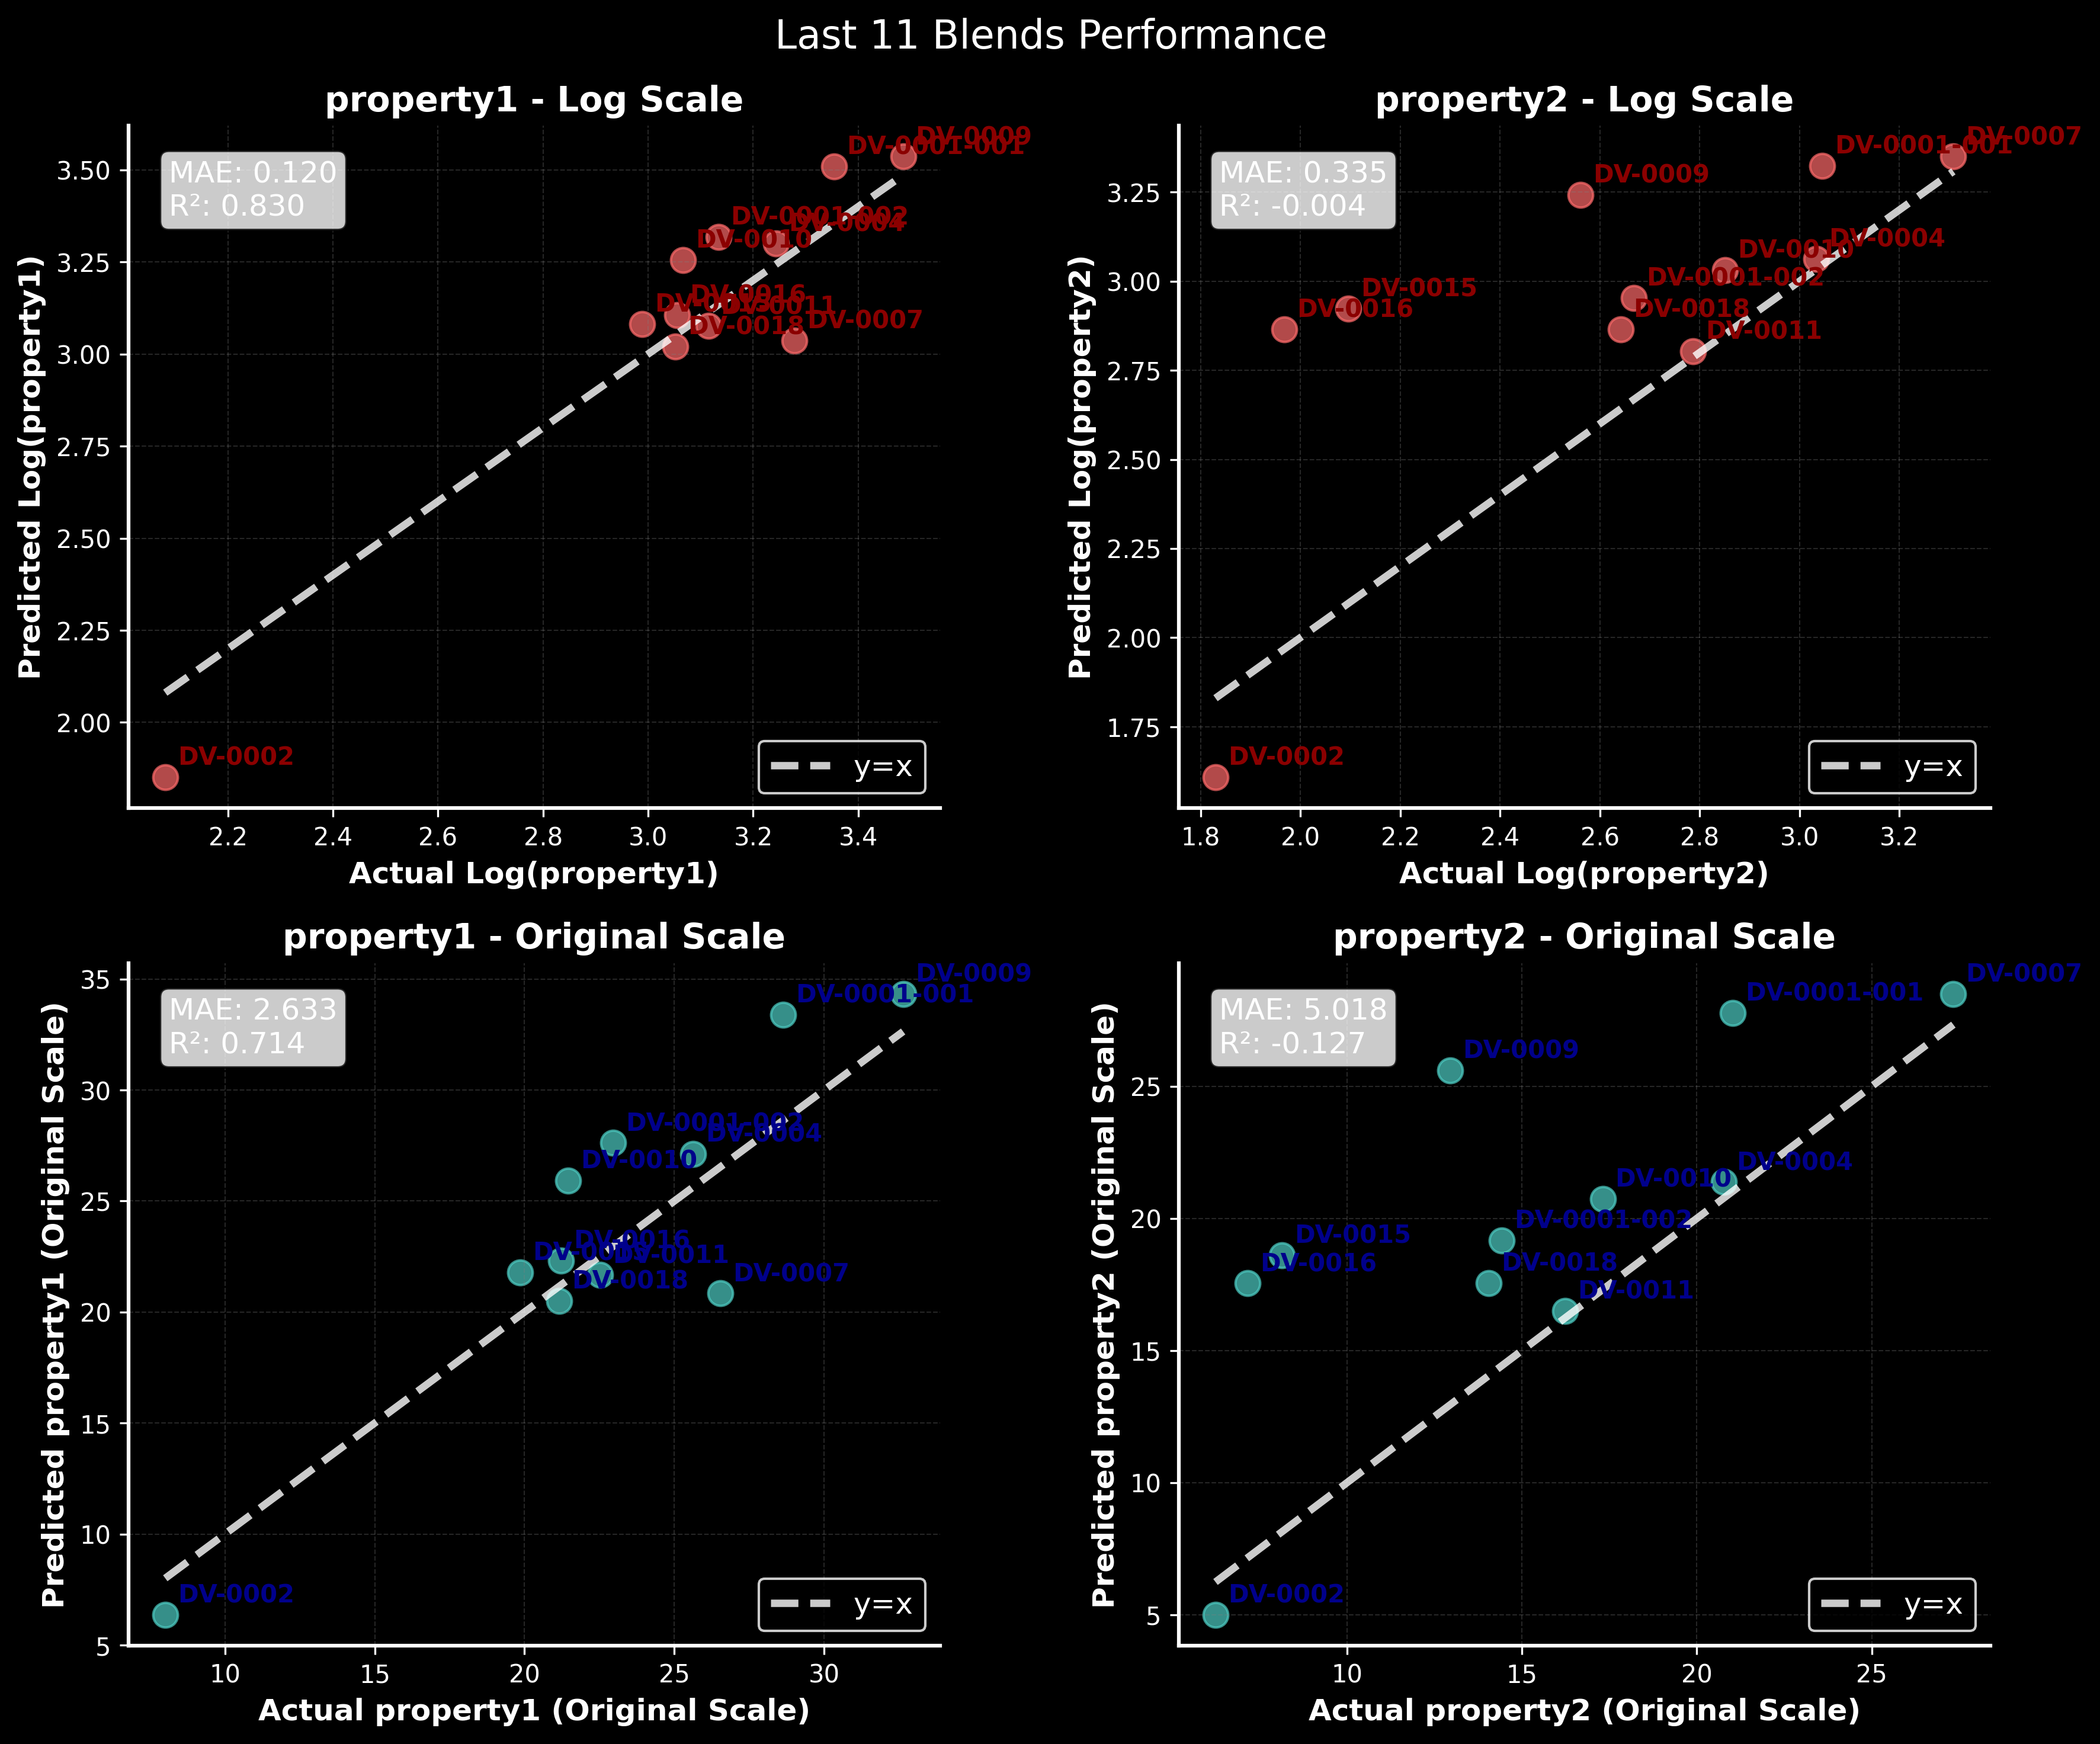 Last 11 Blends Performance
property1 - Log Scale
MAE: 0.120
R²: 0.830
DV-0009
DV-0001-001
DV-0001-002
DV-0004
DV-0010
DV-0016
DV-0011
DV-0018
DV-0007
DV-0002
y=x
3.50
3.25
3.00
2.75
2.50
2.25
2.00
2.2
2.4
2.6
2.8
3.0
3.2
3.4
Predicted Log(property1)
Actual Log(property1)
property2 - Log Scale
MAE: 0.335
R²: -0.004
DV-0007
DV-0001-001
DV-0009
DV-0004
DV-0010
DV-0001-002
DV-0015
DV-0016
DV-0018
DV-0011
DV-0002
y=x
3.25
3.00
2.75
2.50
2.25
2.00
1.75
1.8
2.0
2.2
2.4
2.6
2.8
3.0
3.2
Predicted Log(property2)
Actual Log(property2)
property1 - Original Scale
MAE: 2.633
R²: 0.714
DV-0009
DV-0001-001
DV-0001-002
DV-0004
DV-0010
DV-0016
DV-0011
DV-0018
DV-0007
DV-0002
y=x
35
30
25
20
15
10
5
10
15
20
25
30
Predicted property1 (Original Scale)
Actual property1 (Original Scale)
property2 - Original Scale
MAE: 5.018
R²: -0.127
DV-0007
DV-0001-001
DV-0009
DV-0004
DV-0010
DV-0001-002
DV-0015
DV-0016
DV-0018
DV-0011
DV-0002
y=x
25
20
15
10
5
10
15
20
25
Predicted property2 (Original Scale)
Actual property2 (Original Scale)